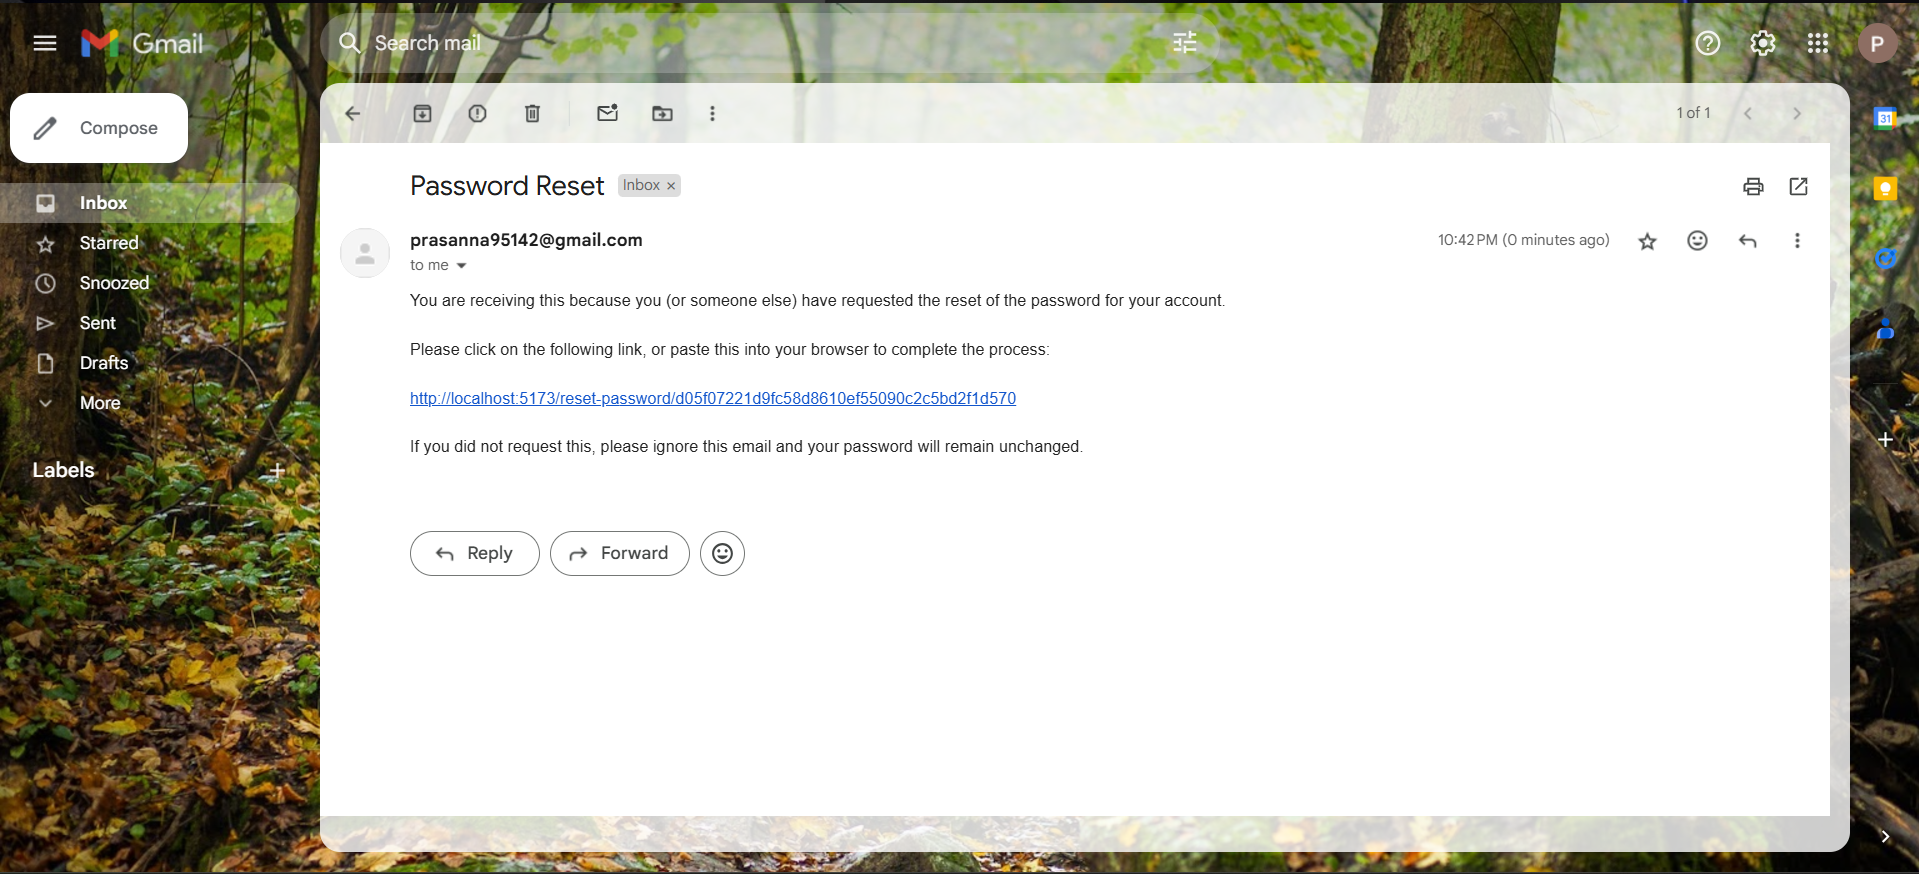 Gmail
Search mail
P
Compose
1 of 1
31
Password Reset
Inbox ×
Inbox
Starred
Snoozed
Sent
Drafts
More
Labels
prasanna95142@gmail.com
10:42 PM (0 minutes ago)
to me
You are receiving this because you (or someone else) have requested the reset of the password for your account.
Please click on the following link, or paste this into your browser to complete the process:
http://localhost:5173/reset-password/d05f07221d9fc58d8610ef55090c2c5bd2f1d570
If you did not request this, please ignore this email and your password will remain unchanged.
Reply
Forward